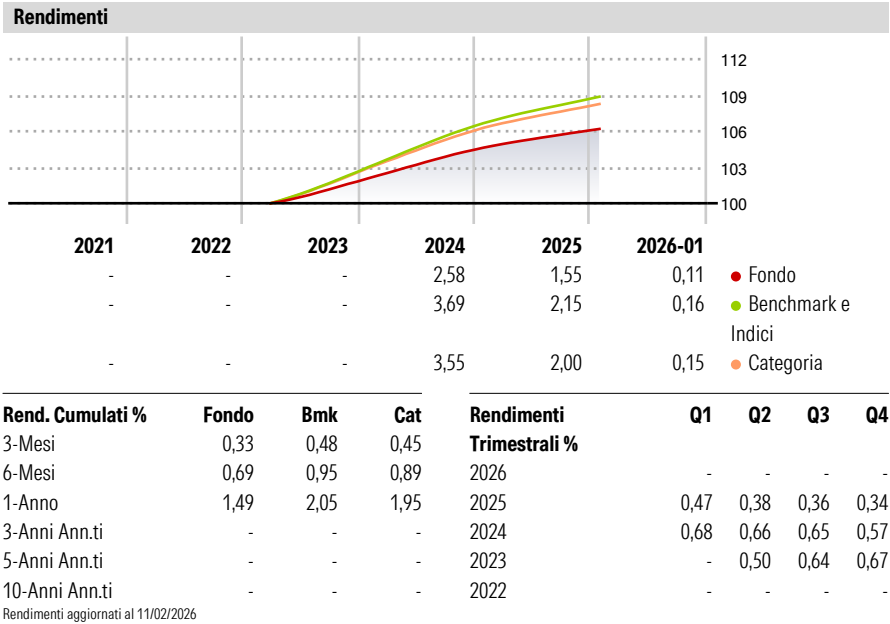 Rendimenti
112
109
106
103
100
2021 2022 2023 2024 2025 2026-01
- - - 2,58 1,55 0,11 Fondo
- - - 3,69 2,15 0,16 Benchmark e
Indici
- - - 3,55 2,00 0,15 Categoria
Rend. Cumulati % Fondo Bmk Cat
3-Mesi 0,33 0,48 0,45
6-Mesi 0,69 0,95 0,89
1-Anno 1,49 2,05 1,95
3-Anni Ann.ti - - -
5-Anni Ann.ti - - -
10-Anni Ann.ti - - -
Rendimenti Q1 Q2 Q3 Q4
Trimestrali %
2026 - - - -
2025 0,47 0,38 0,36 0,34
2024 0,68 0,66 0,65 0,57
2023 - 0,50 0,64 0,67
2022 - - - -
Rendimenti aggiornati al 11/02/2026